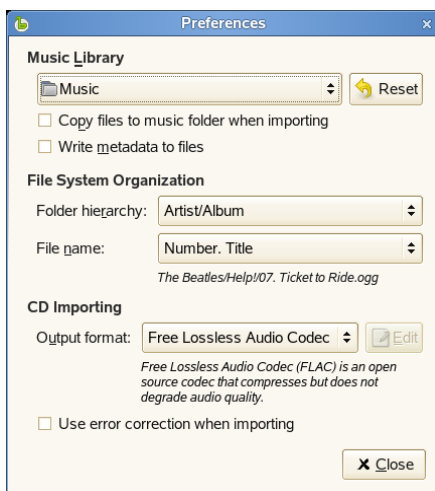 Preferences
Music Library
Music
Reset
Copy files to music folder when importing
Write metadata to files
File System Organization
Folder hierarchy: Artist/Album
File name: Number. Title
The Beatles/Help!/07. Ticket to Ride.ogg
CD Importing
Output format: Free Lossless Audio Codec Edit
Free Lossless Audio Codec (FLAC) is an open
source codec that compresses but does not
degrade audio quality.
Use error correction when importing
Close